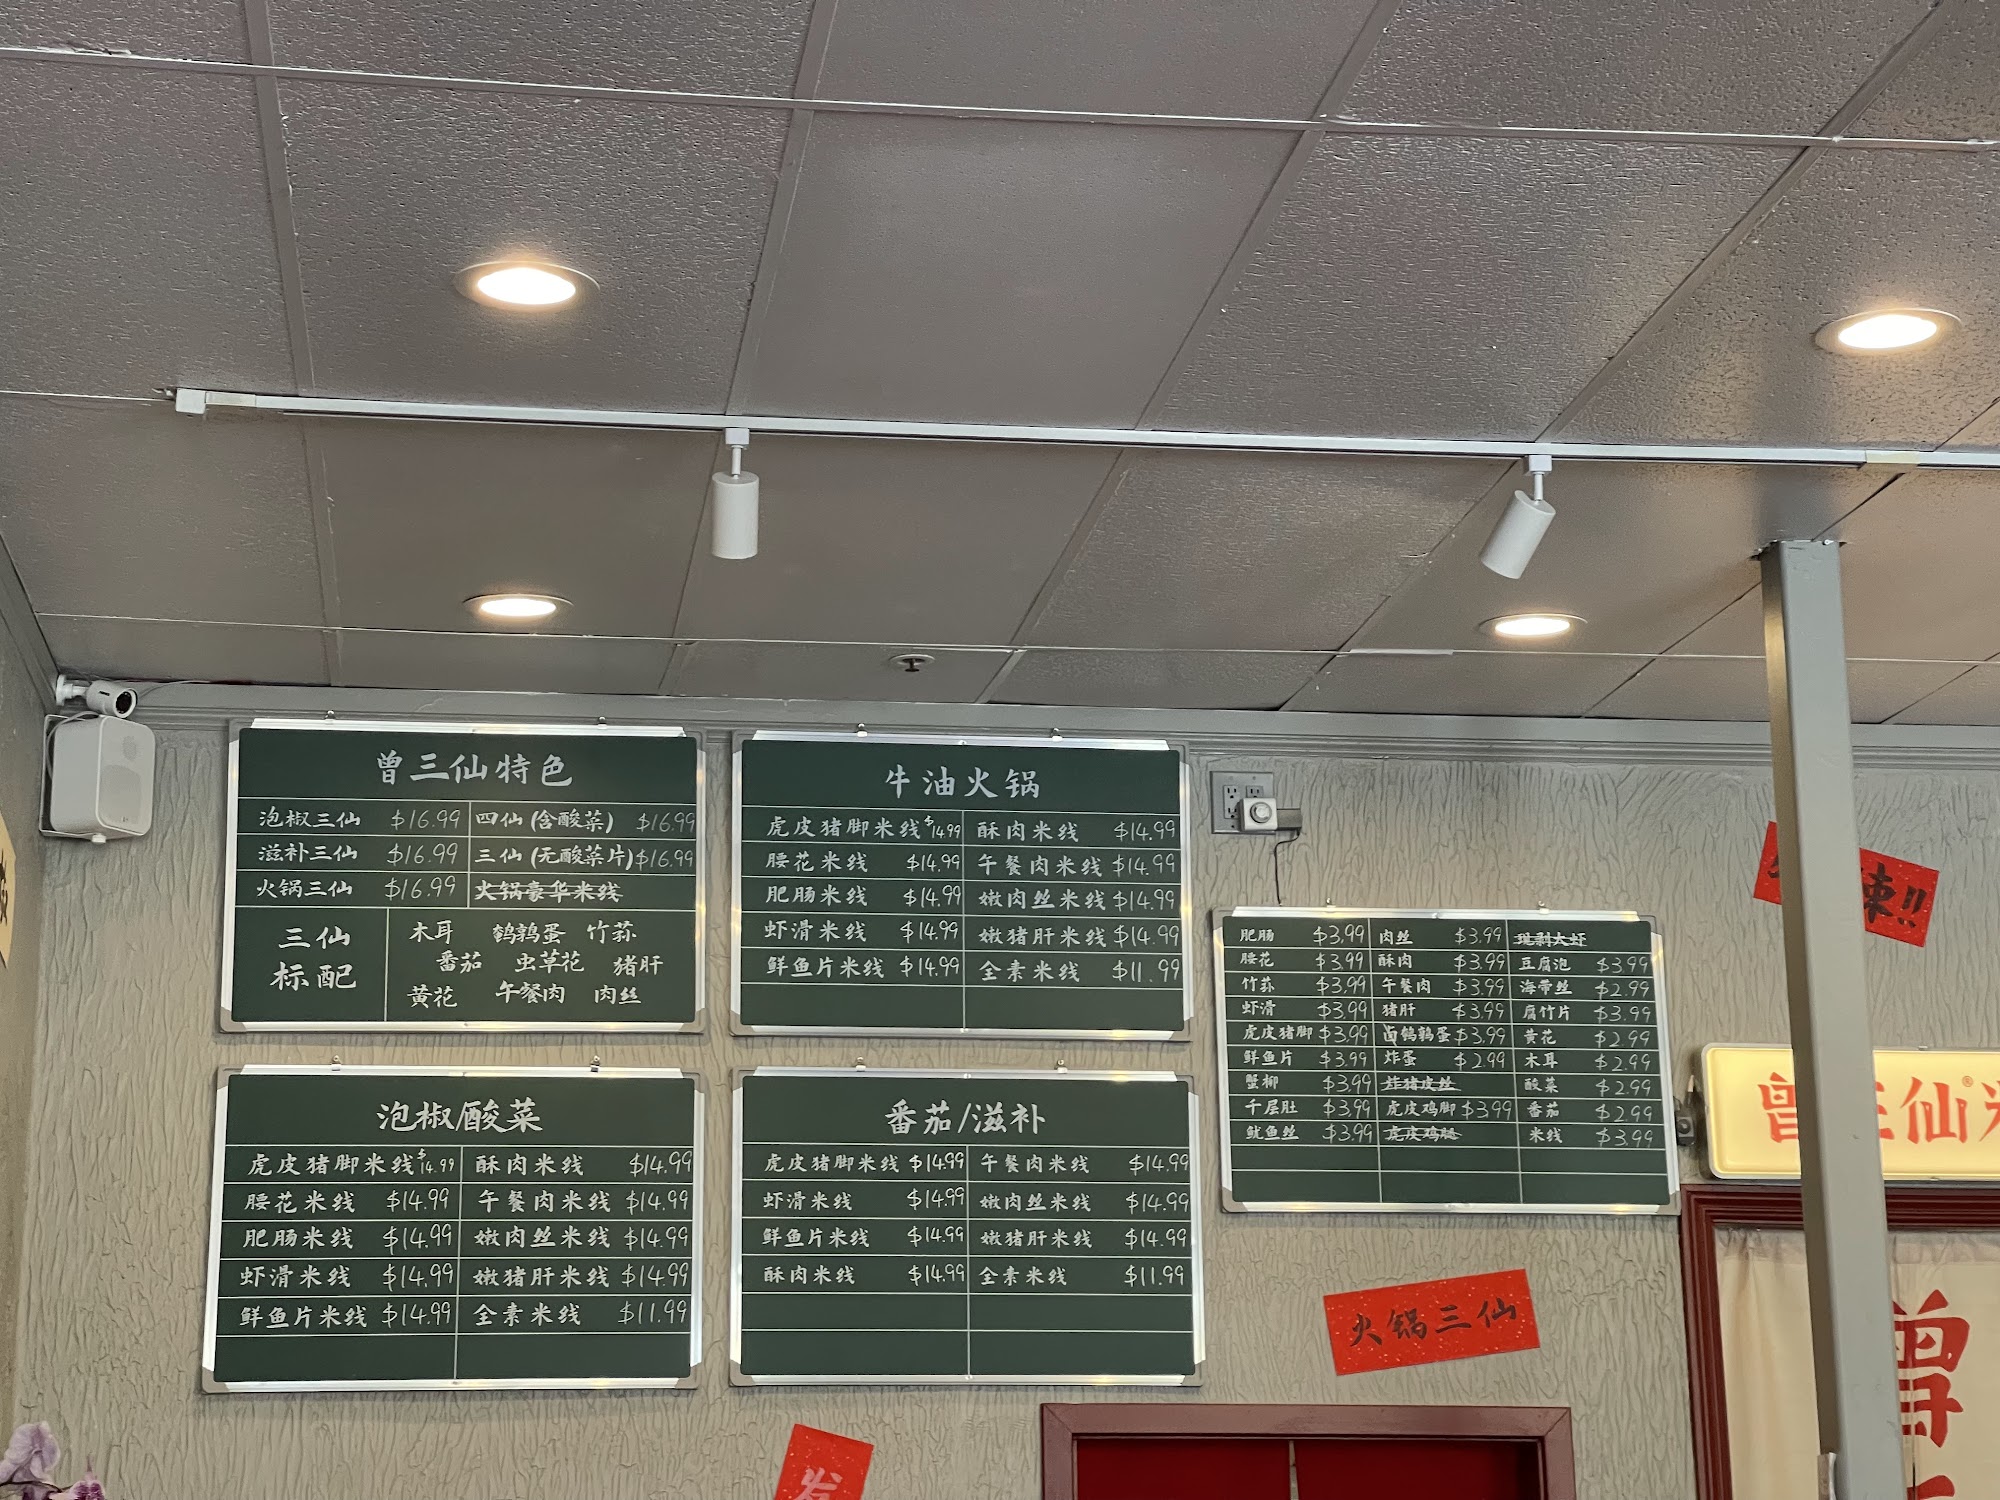 曾三仙特色
泡椒三仙 $16.99 四仙(含酸菜) $16.99
滋补三仙 $16.99 三仙(无酸菜片) $16.99
火锅三仙 $16.99 火锅豪华米线
三仙标配
木耳 鹌鹑蛋 竹荪
番茄 虫草花 猪肝
黄花 午餐肉 肉丝
牛油火锅
虎皮猪脚米线 $14.99 酥肉米线 $14.99
腰花米线 $14.99 午餐肉米线 $14.99
肥肠米线 $14.99 嫩肉丝米线 $14.99
虾滑米线 $14.99 嫩猪肝米线 $14.99
鲜鱼片米线 $14.99 全素米线 $11.99
泡椒/酸菜
虎皮猪脚米线 $14.99 酥肉米线 $14.99
腰花米线 $14.99 午餐肉米线 $14.99
肥肠米线 $14.99 嫩肉丝米线 $14.99
虾滑米线 $14.99 嫩猪肝米线 $14.99
鲜鱼片米线 $14.99 全素米线 $11.99
番茄/滋补
虎皮猪脚米线 $14.99 午餐肉米线 $14.99
虾滑米线 $14.99 嫩肉丝米线 $14.99
鲜鱼片米线 $14.99 嫩猪肝米线 $14.99
酥肉米线 $14.99 全素米线 $11.99
肥肠 $3.99 肉丝 $3.99 现剥大虾
腰花 $3.99 酥肉 $3.99 豆腐泡 $3.99
竹荪 $3.99 午餐肉 $3.99 海带丝 $2.99
虾滑 $3.99 猪肝 $3.99 腐竹片 $3.99
虎皮猪脚 $3.99 卤鹌鹑蛋 $3.99 黄花 $2.99
鲜鱼片 $3.99 炸蛋 $2.99 木耳 $2.99
蟹柳 $3.99 炸猪皮丝 酸菜 $2.99
千层肚 $3.99 虎皮鸡脚 $3.99 番茄 $2.99
鱿鱼丝 $3.99 虎皮鸡腿 米线 $3.99
曾三仙®
火锅三仙
曾
发